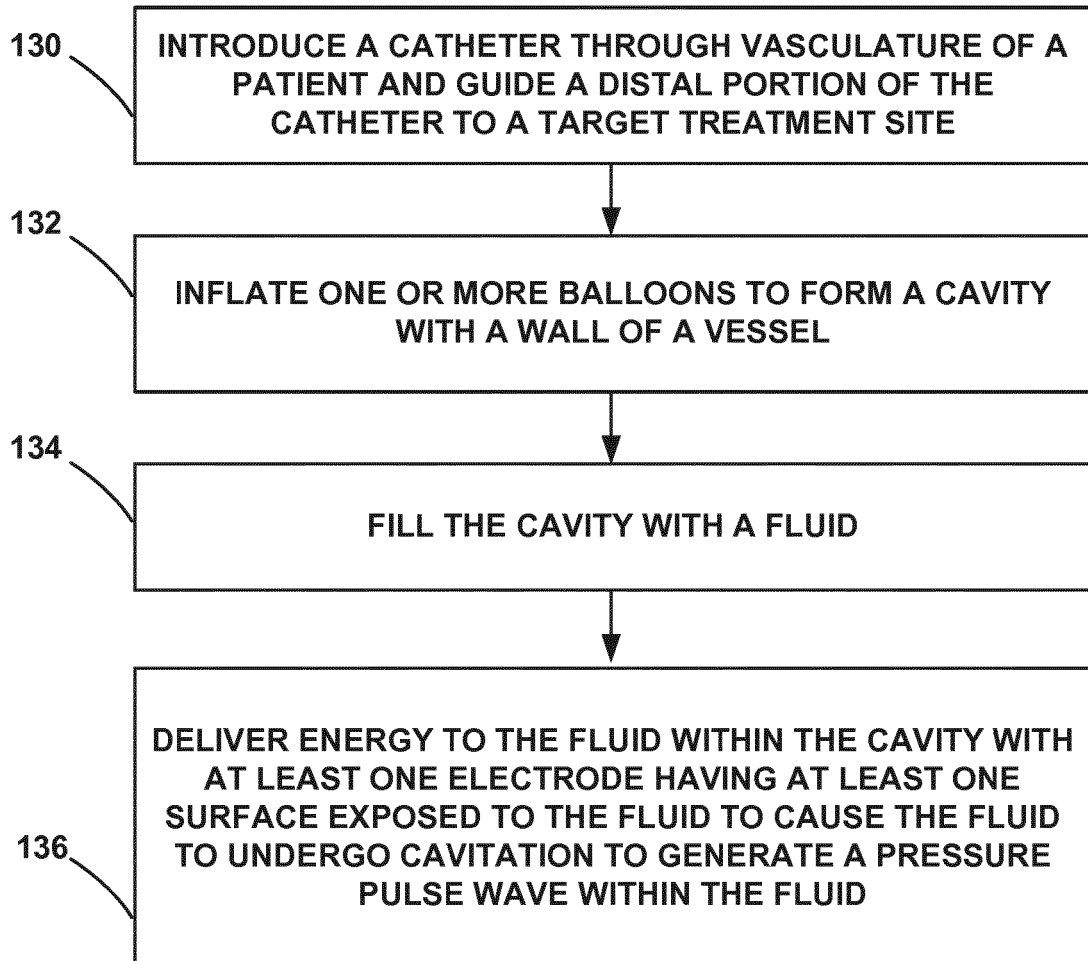 130
INTRODUCE A CATHETER THROUGH VASCULATURE OF A
PATIENT AND GUIDE A DISTAL PORTION OF THE
CATHETER TO A TARGET TREATMENT SITE
132
INFLATE ONE OR MORE BALLOONS TO FORM A CAVITY
WITH A WALL OF A VESSEL
134
FILL THE CAVITY WITH A FLUID
136
DELIVER ENERGY TO THE FLUID WITHIN THE CAVITY WITH
AT LEAST ONE ELECTRODE HAVING AT LEAST ONE
SURFACE EXPOSED TO THE FLUID TO CAUSE THE FLUID
TO UNDERGO CAVITATION TO GENERATE A PRESSURE
PULSE WAVE WITHIN THE FLUID